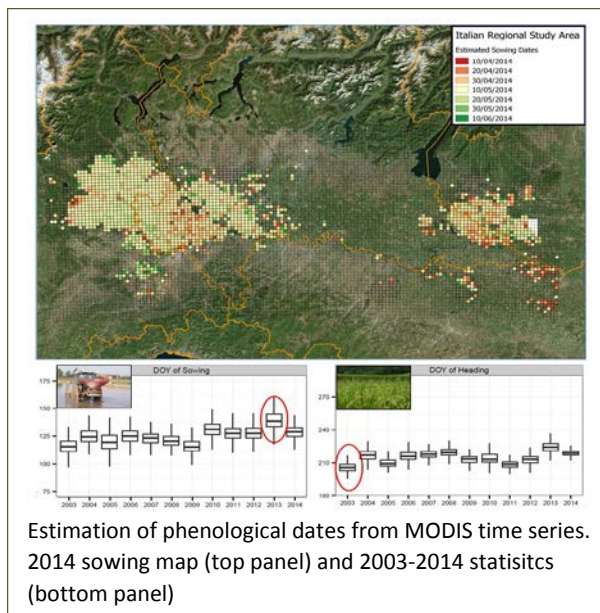 Italian Regional Study Area
Estimated Sowing Dates
10/04/2014
20/04/2014
30/04/2014
10/05/2014
20/05/2014
30/05/2014
10/06/2014
DOY of Sowing
175
150
125
100
75
2003 2004 2005 2006 2007 2008 2009 2010 2011 2012 2013 2014
DOY of Heading
270
240
210
180
2003 2004 2005 2006 2007 2008 2009 2010 2011 2012 2013 2014
Estimation of phenological dates from MODIS time series.
2014 sowing map (top panel) and 2003-2014 statisitcs
(bottom panel)